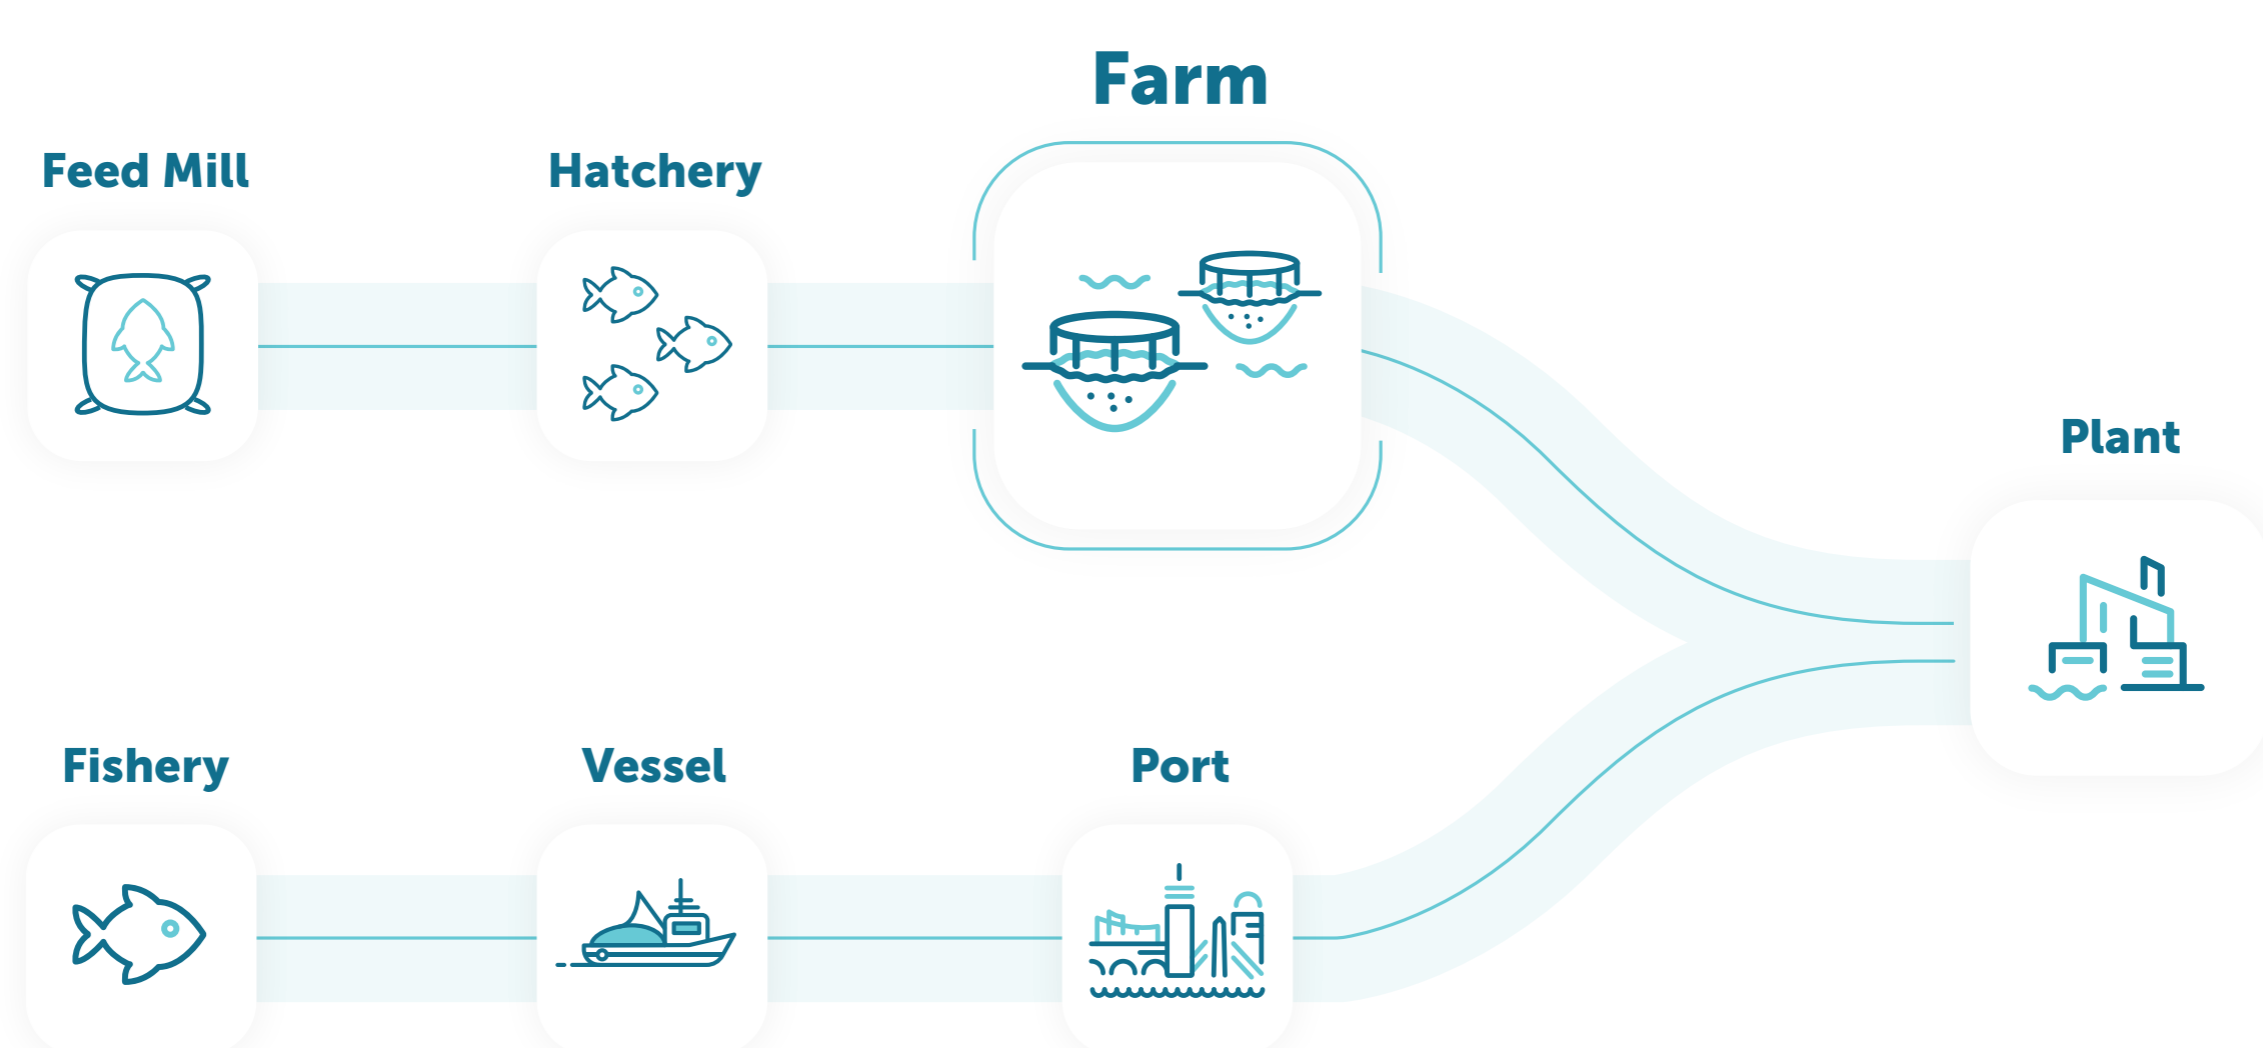 Farm
Feed Mill
Hatchery
Plant
Fishery
Vessel
Port